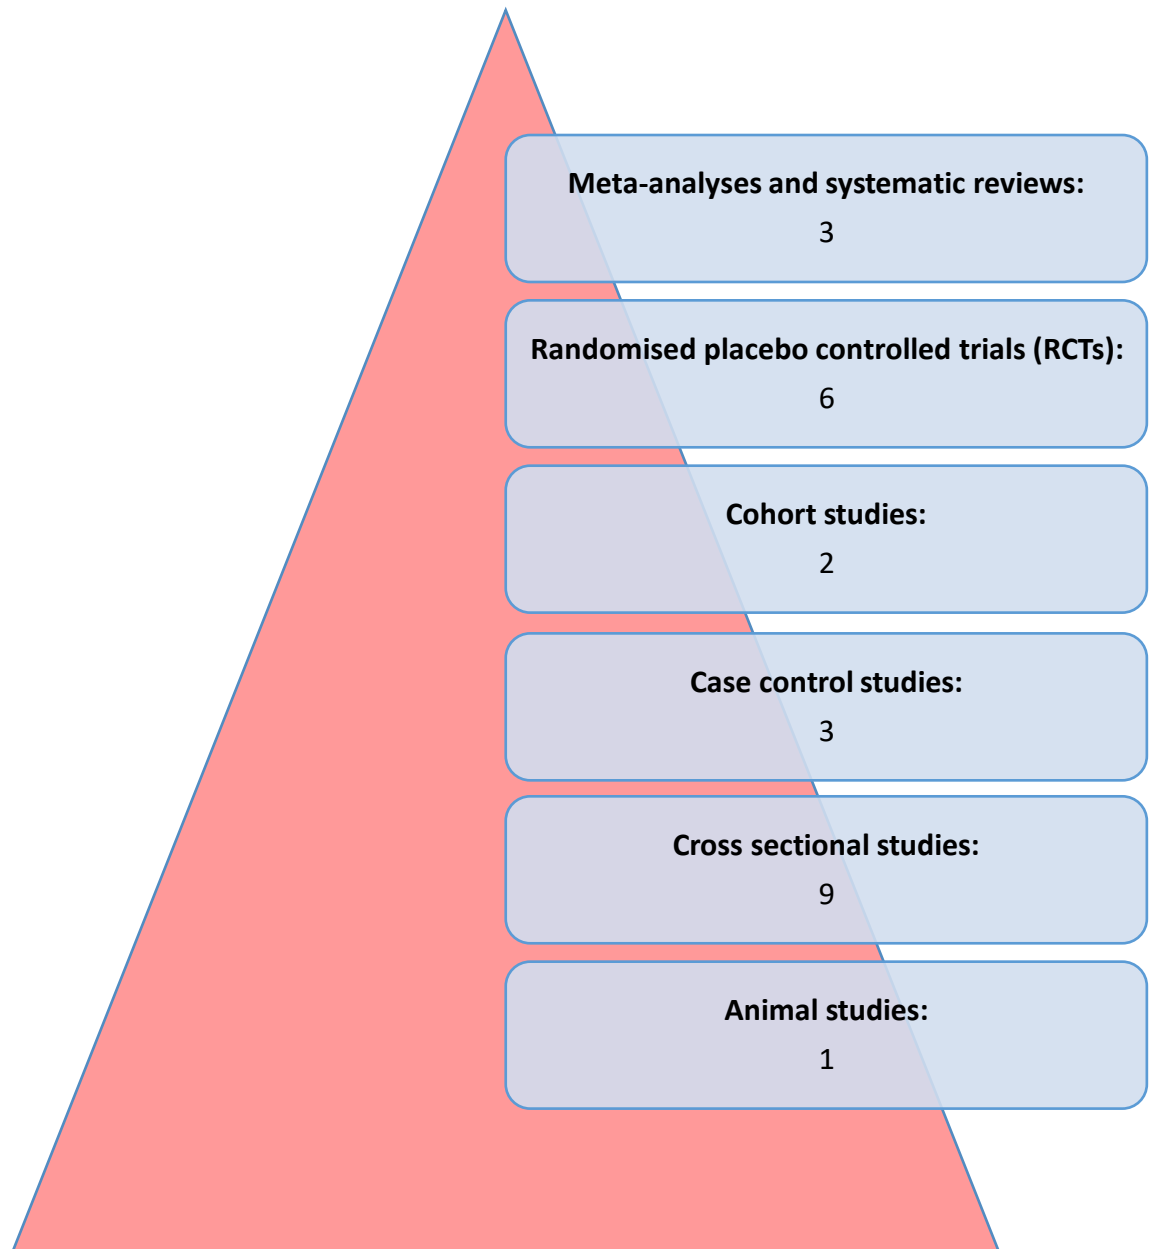 Meta-analyses and systematic reviews:
3
Randomised placebo controlled trials (RCTs):
6
Cohort studies:
2
Case control studies:
3
Cross sectional studies:
9
Animal studies:
1